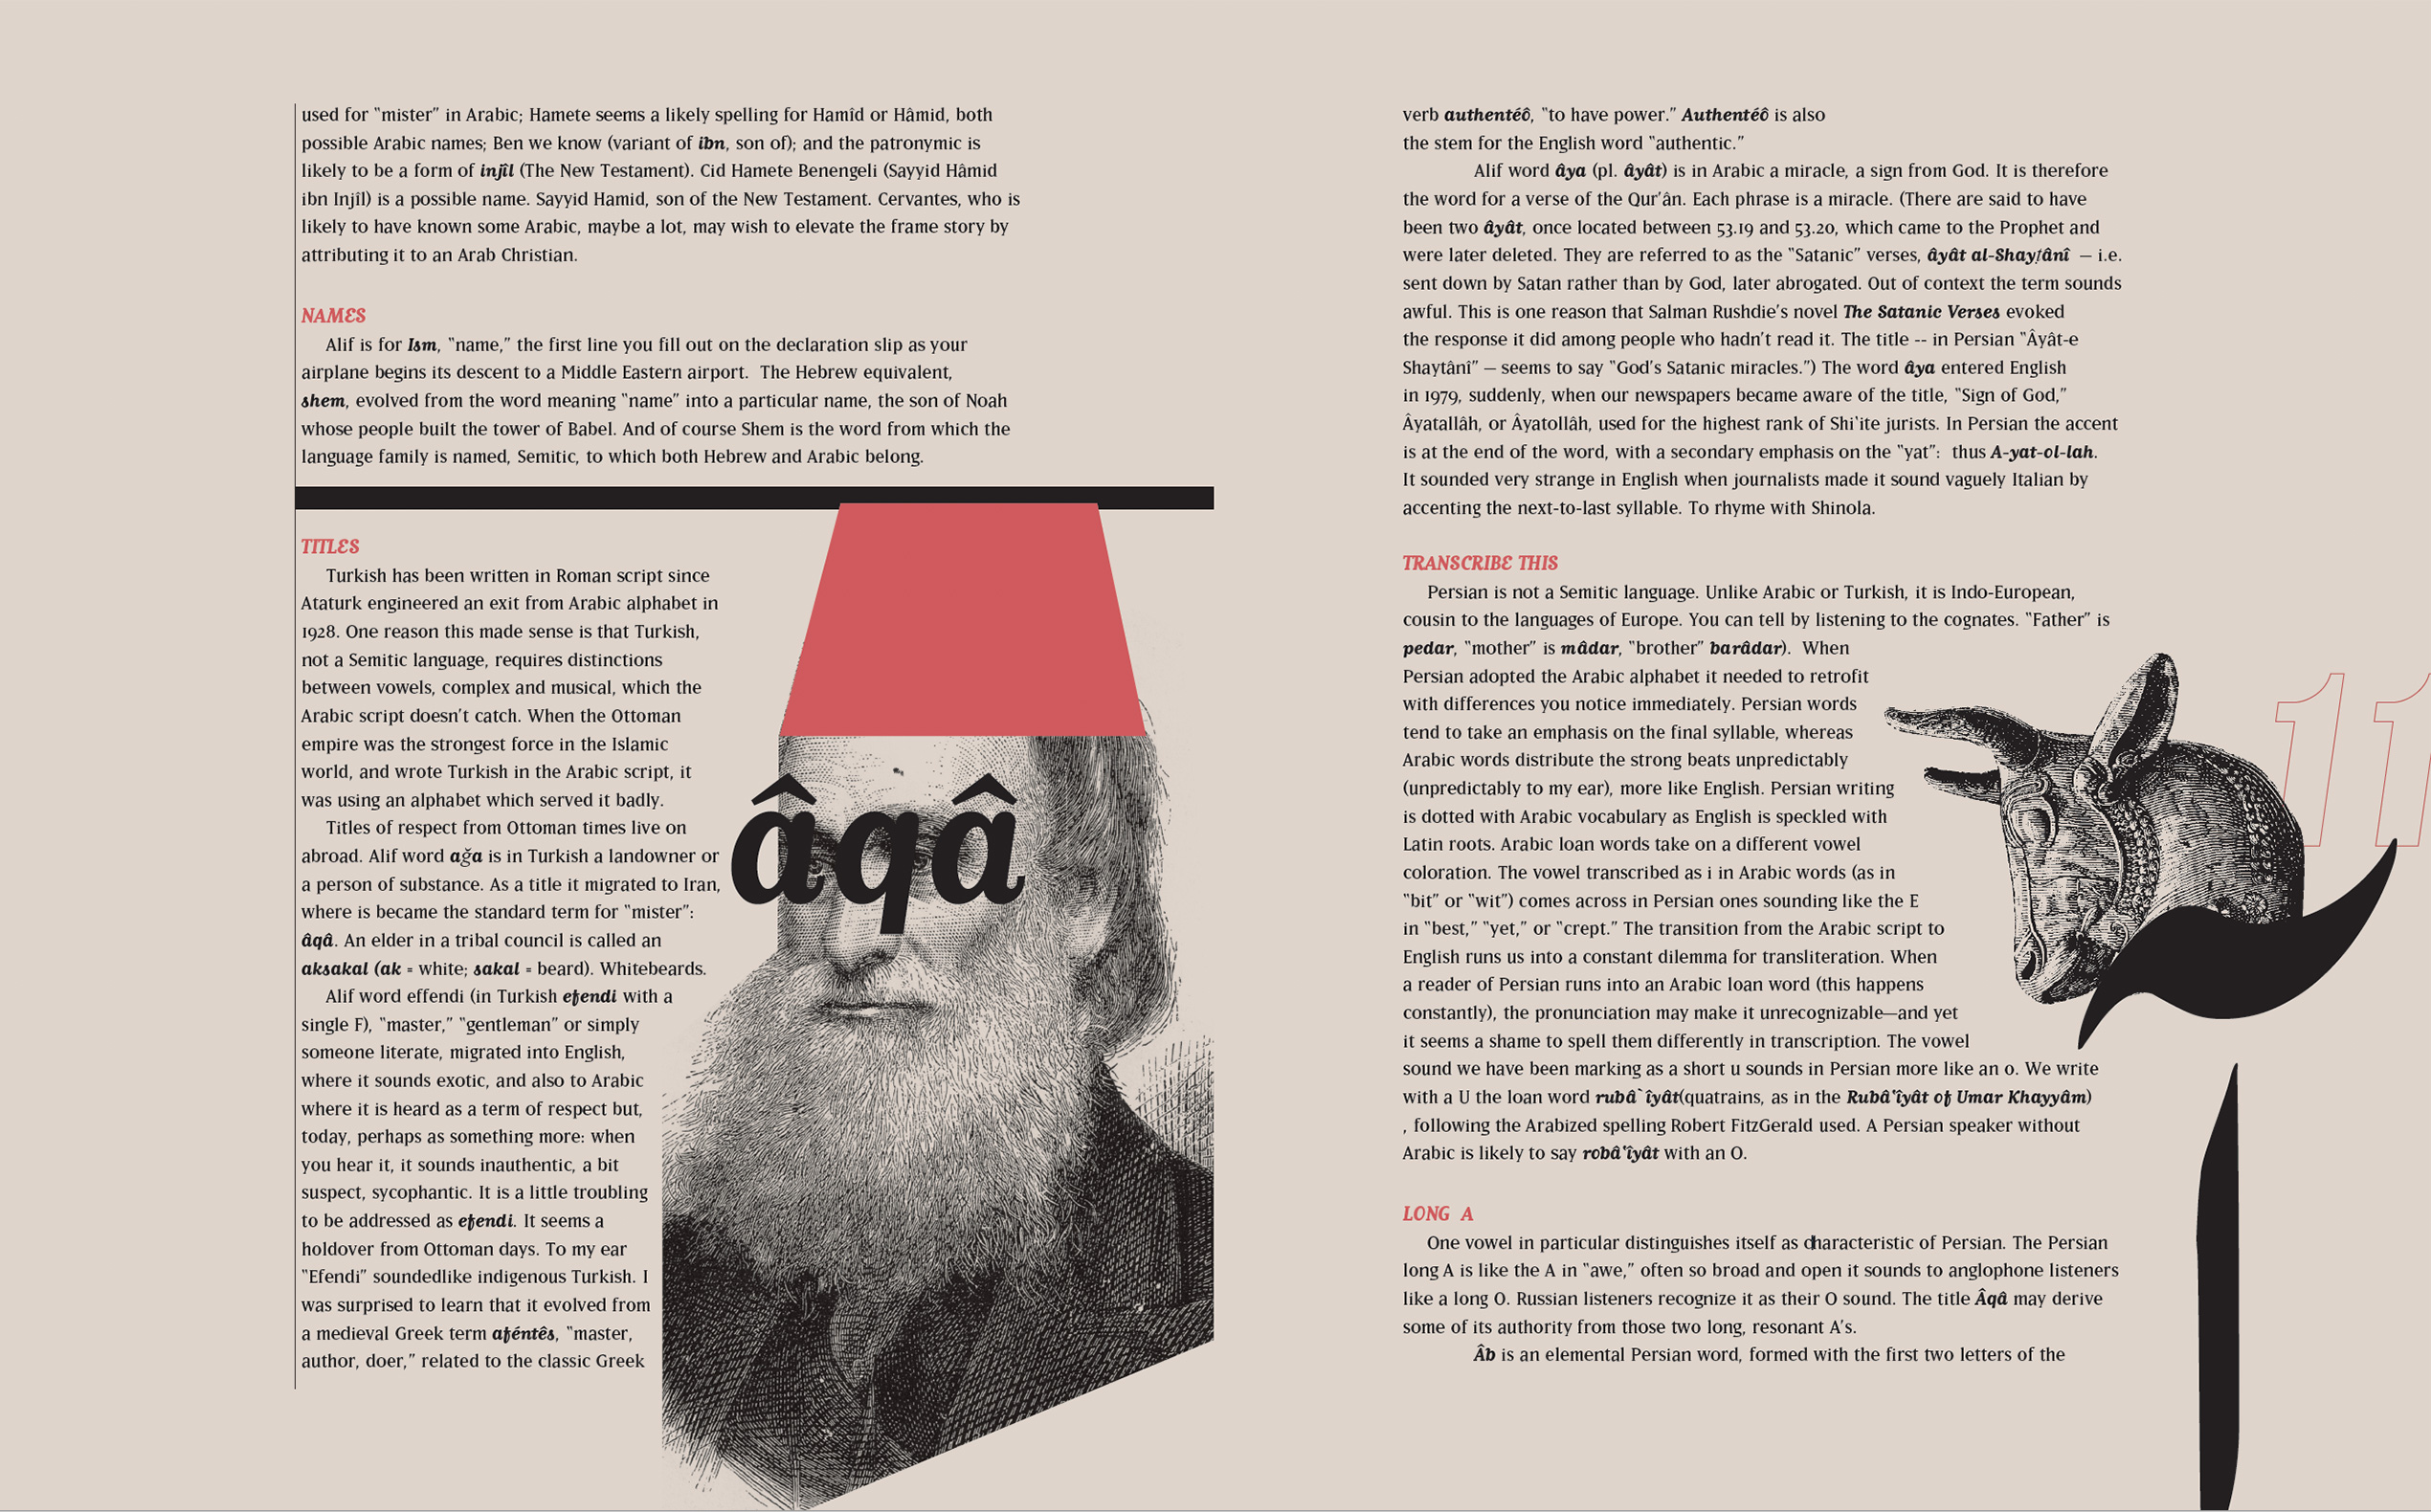 used for “mister” in Arabic; Hamete seems a likely spelling for Hamîd or Hâmid, both
possible Arabic names; Ben we know (variant of ibn, son of); and the patronymic is
likely to be a form of injîl (The New Testament). Cid Hamete Benengeli (Sayyid Hâmid
ibn Injîl) is a possible name. Sayyid Hamid, son of the New Testament. Cervantes, who is
likely to have known some Arabic, maybe a lot, may wish to elevate the frame story by
attributing it to an Arab Christian.
NAMES
Alif is for Ism, “name,” the first line you fill out on the declaration slip as your
airplane begins its descent to a Middle Eastern airport.  The Hebrew equivalent,
shem, evolved from the word meaning “name” into a particular name, the son of Noah
whose people built the tower of Babel. And of course Shem is the word from which the
language family is named, Semitic, to which both Hebrew and Arabic belong.
TITLES
Turkish has been written in Roman script since
Ataturk engineered an exit from Arabic alphabet in
1928. One reason this made sense is that Turkish,
not a Semitic language, requires distinctions
between vowels, complex and musical, which the
Arabic script doesn’t catch. When the Ottoman
empire was the strongest force in the Islamic
world, and wrote Turkish in the Arabic script, it
was using an alphabet which served it badly.
Titles of respect from Ottoman times live on
abroad. Alif word ağa is in Turkish a landowner or
a person of substance. As a title it migrated to Iran,
where is became the standard term for “mister”:
âqâ. An elder in a tribal council is called an
aksakal (ak = white; sakal = beard). Whitebeards.
Alif word effendi (in Turkish efendi with a
single F), “master,” “gentleman” or simply
someone literate, migrated into English,
where it sounds exotic, and also to Arabic
where it is heard as a term of respect but,
today, perhaps as something more: when
you hear it, it sounds inauthentic, a bit
suspect, sycophantic. It is a little troubling
to be addressed as efendi. It seems a
holdover from Ottoman days. To my ear
“Efendi” soundedlike indigenous Turkish. I
was surprised to learn that it evolved from
a medieval Greek term aféntês, “master,
author, doer,” related to the classic Greek
âqâ
verb authentéô, “to have power.” Authentéô is also
the stem for the English word “authentic.”
Alif word âya (pl. âyât) is in Arabic a miracle, a sign from God. It is therefore
the word for a verse of the Qur’ân. Each phrase is a miracle. (There are said to have
been two âyât, once located between 53.19 and 53.20, which came to the Prophet and
were later deleted. They are referred to as the “Satanic” verses, âyât al-Shayṭânî  — i.e.
sent down by Satan rather than by God, later abrogated. Out of context the term sounds
awful. This is one reason that Salman Rushdie’s novel The Satanic Verses evoked
the response it did among people who hadn’t read it. The title -- in Persian “Âyât-e
Shaytânî” — seems to say “God’s Satanic miracles.”) The word âya entered English
in 1979, suddenly, when our newspapers became aware of the title, “Sign of God,”
Âyatallâh, or Âyatollâh, used for the highest rank of Shi‘ite jurists. In Persian the accent
is at the end of the word, with a secondary emphasis on the “yat”:  thus A-yat-ol-lah.
It sounded very strange in English when journalists made it sound vaguely Italian by
accenting the next-to-last syllable. To rhyme with Shinola.
TRANSCRIBE THIS
Persian is not a Semitic language. Unlike Arabic or Turkish, it is Indo-European,
cousin to the languages of Europe. You can tell by listening to the cognates. “Father” is
pedar, “mother” is mâdar, “brother” barâdar).  When
Persian adopted the Arabic alphabet it needed to retrofit
with differences you notice immediately. Persian words
tend to take an emphasis on the final syllable, whereas
Arabic words distribute the strong beats unpredictably
(unpredictably to my ear), more like English. Persian writing
is dotted with Arabic vocabulary as English is speckled with
Latin roots. Arabic loan words take on a different vowel
coloration. The vowel transcribed as i in Arabic words (as in
“bit” or “wit”) comes across in Persian ones sounding like the E
in “best,” “yet,” or “crept.” The transition from the Arabic script to
English runs us into a constant dilemma for transliteration. When
a reader of Persian runs into an Arabic loan word (this happens
constantly), the pronunciation may make it unrecognizable—and yet
it seems a shame to spell them differently in transcription. The vowel
sound we have been marking as a short u sounds in Persian more like an o. We write
with a U the loan word rubâ`îyât(quatrains, as in the Rubâ‘îyât of Umar Khayyâm)
, following the Arabized spelling Robert FitzGerald used. A Persian speaker without
Arabic is likely to say robâ‘îyât with an O.
LONG  A
One vowel in particular distinguishes itself as characteristic of Persian. The Persian
long A is like the A in “awe,” often so broad and open it sounds to anglophone listeners
like a long O. Russian listeners recognize it as their O sound. The title Âqâ may derive
some of its authority from those two long, resonant A’s.
Âb is an elemental Persian word, formed with the first two letters of the
11